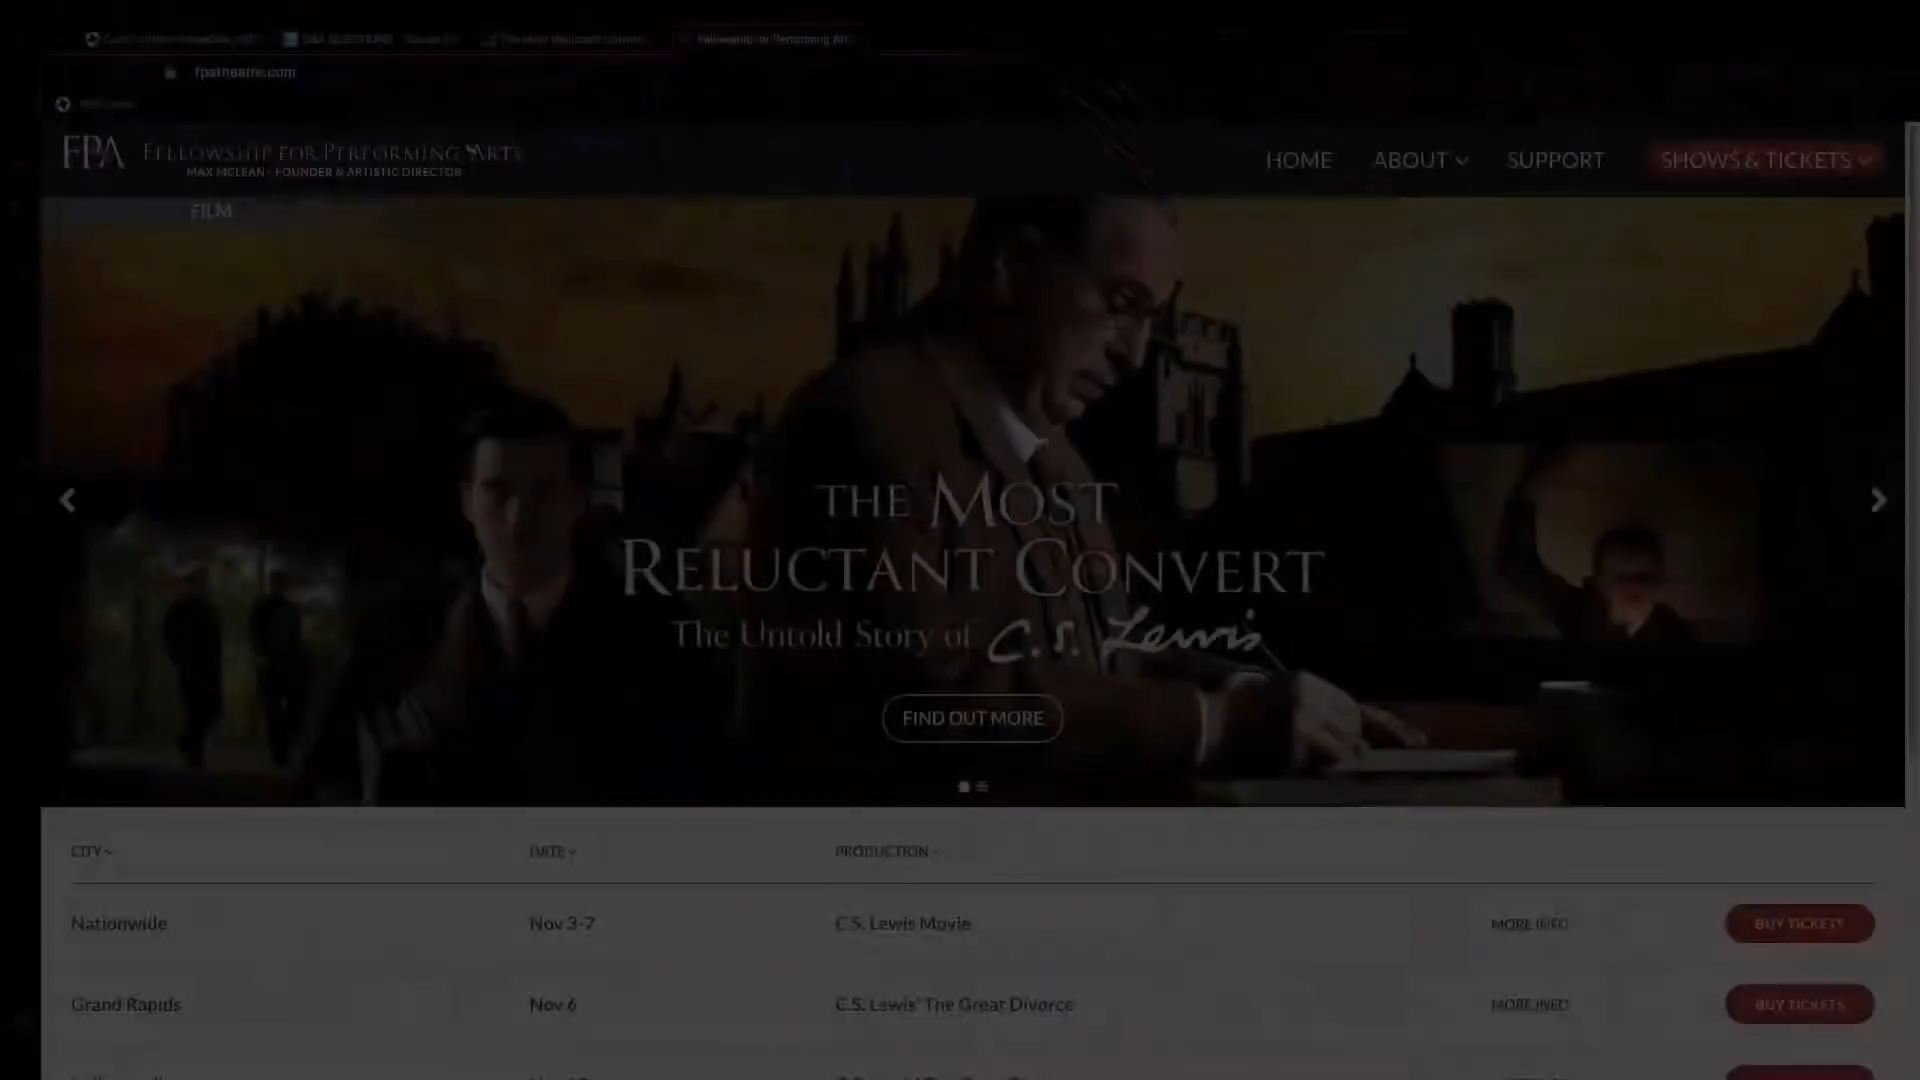 fpatheatre.com
FPA FELLOWSHIP FOR PERFORMING ARTS
MAX MCLEAN - FOUNDER & ARTISTIC DIRECTOR
HOME ABOUT SUPPORT SHOWS & TICKETS
FILM
THE MOST
RELUCTANT CONVERT
The Untold Story of C.S. Lewis
FIND OUT MORE
CITY DATE PRODUCTION
Nationwide Nov 3-7 C.S. Lewis Movie MORE INFO BUY TICKETS
Grand Rapids Nov 6 C.S. Lewis' The Great Divorce MORE INFO BUY TICKETS